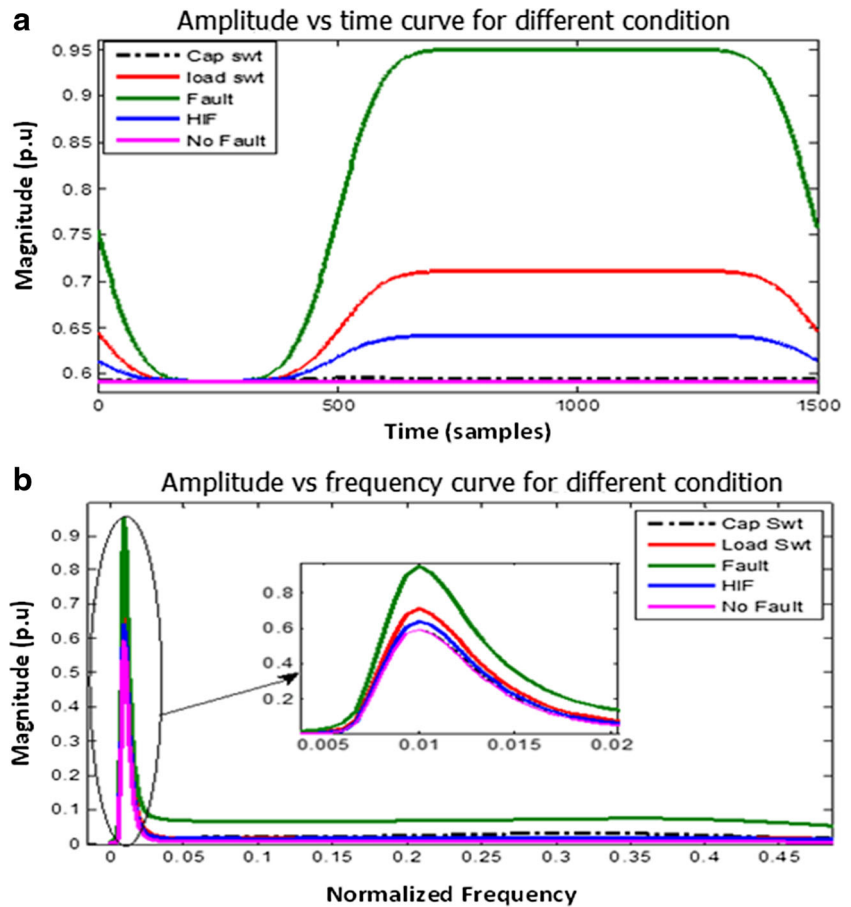 a
Amplitude vs time curve for different condition
Cap swt
load swt
Fault
HIF
No Fault
0.95
0.9
0.85
0.8
0.75
0.7
0.65
0.6
Magnitude (p.u)
0 500 1000 1500
Time (samples)
b
Amplitude vs frequency curve for different condition
Cap Swt
Load Swt
Fault
HIF
No Fault
0.9
0.8
0.7
0.6
0.5
0.4
0.3
0.2
0.1
0
Magnitude (p.u)
0.8
0.6
0.4
0.2
0.005 0.01 0.015 0.02
0 0.05 0.1 0.15 0.2 0.25 0.3 0.35 0.4 0.45
Normalized Frequency